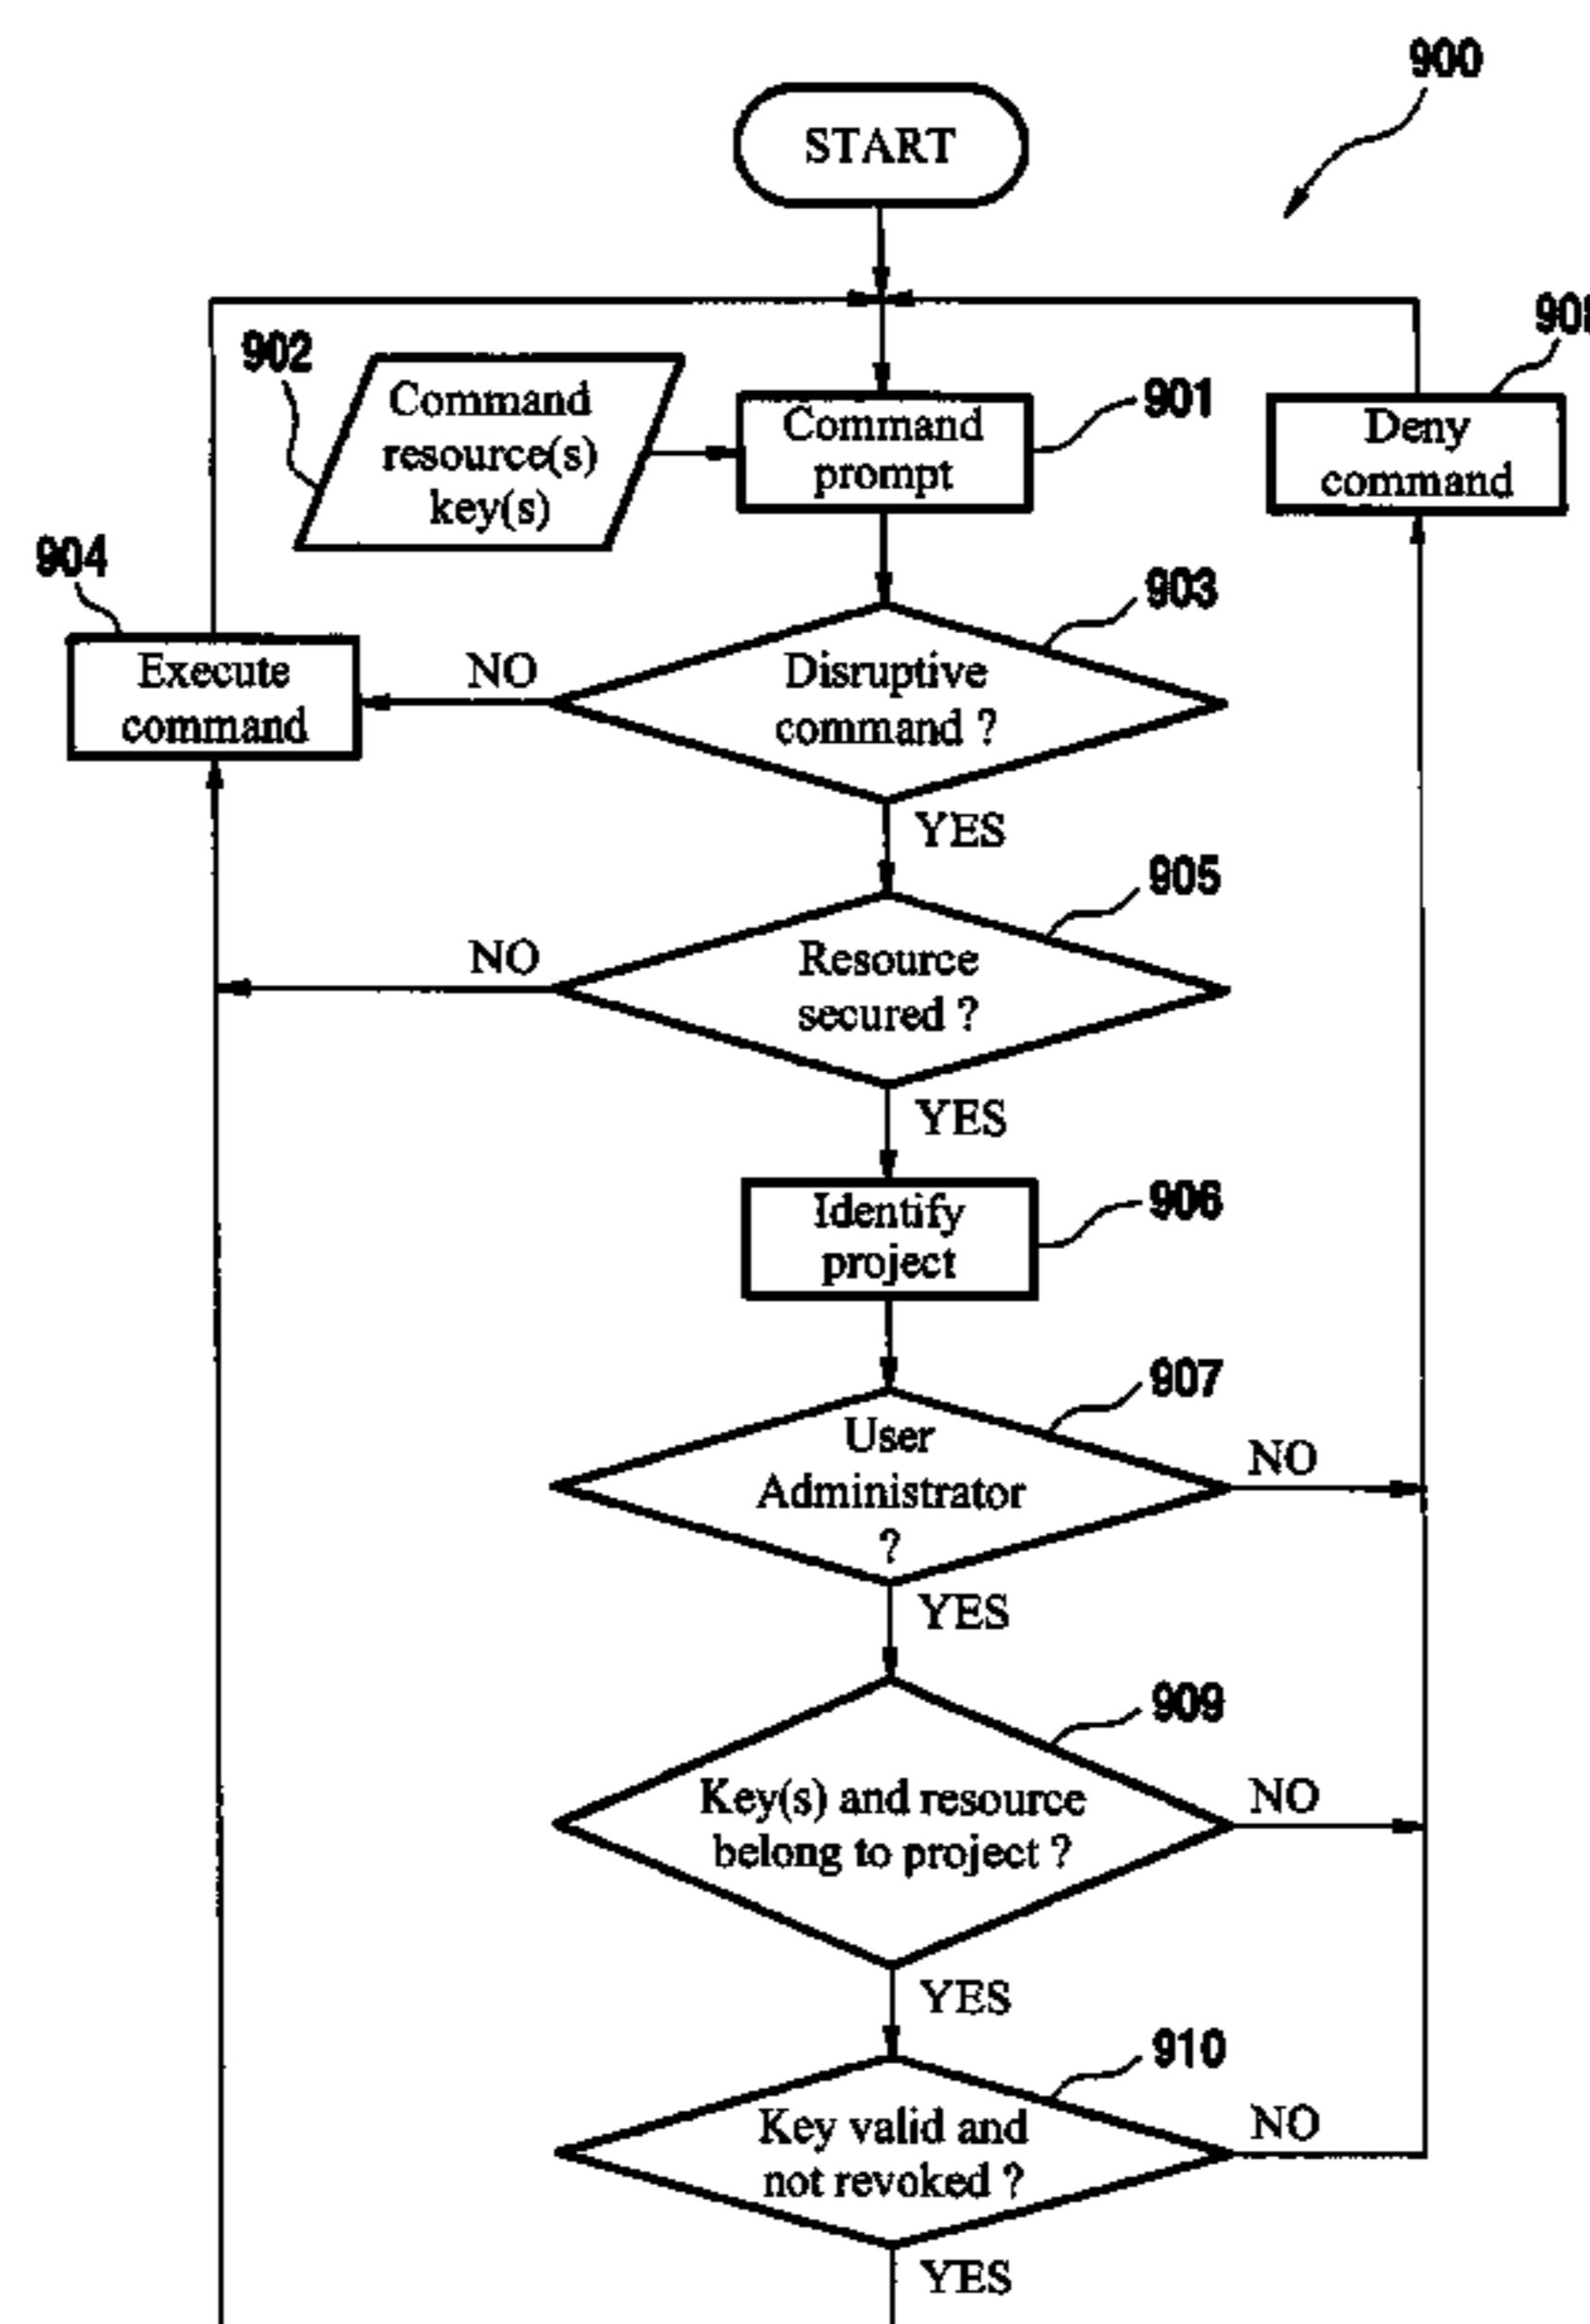 900
START
902
Command
resource(s)
key(s)
Command
prompt
901
Deny
command
904
Execute
command
NO
903
Disruptive
command ?
YES
905
NO
Resource
secured ?
YES
Identify
project
906
907
User
Administrator
?
NO
YES
909
Key(s) and resource
belong to project ?
NO
YES
910
Key valid and
not revoked ?
NO
YES